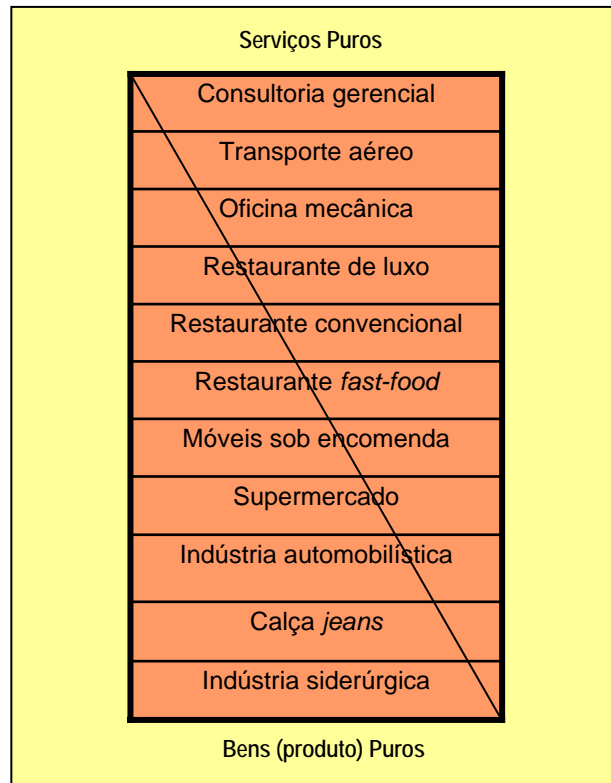 Serviços Puros
Consultoria gerencial
Transporte aéreo
Oficina mecânica
Restaurante de luxo
Restaurante convencional
Restaurante fast-food
Móveis sob encomenda
Supermercado
Indústria automobilística
Calça jeans
Indústria siderúrgica
Bens (produto) Puros